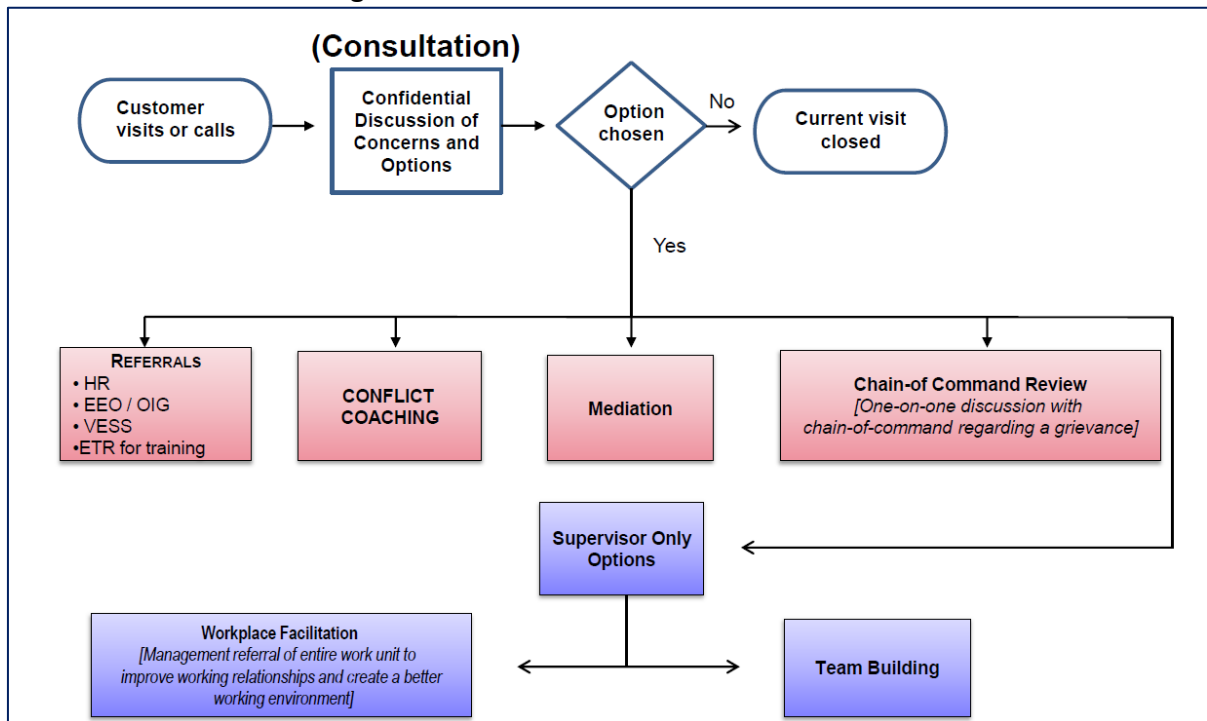 (Consultation)
Customer
visits or calls
Confidential
Discussion of
Concerns and
Options
Option
chosen
No
Current visit
closed
Yes
REFERRALS
• HR
• EEO / OIG
• VESS
•ETR for training
CONFLICT
COACHING
Mediation
Chain-of Command Review
[One-on-one discussion with
chain-of-command regarding a grievance]
Supervisor Only
Options
Workplace Facilitation
[Management referral of entire work unit to
improve working relationships and create a better
working environment]
Team Building